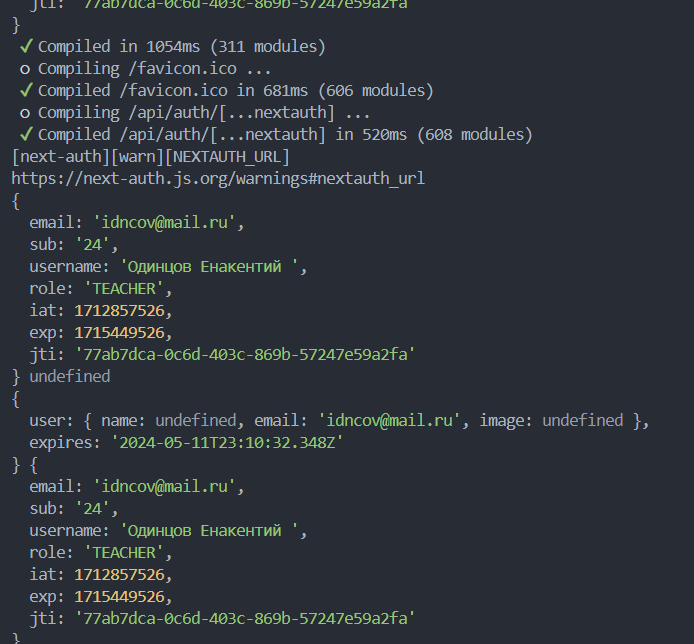 jti: '77ab7dca-0c6d-403c-869b-57247e59a2fa'
}
✓ Compiled in 1054ms (311 modules)
○ Compiling /favicon.ico ...
✓ Compiled /favicon.ico in 681ms (606 modules)
○ Compiling /api/auth/[...nextauth] ...
✓ Compiled /api/auth/[...nextauth] in 520ms (608 modules)
[next-auth][warn][NEXTAUTH_URL]
https://next-auth.js.org/warnings#nextauth_url
{
email: 'idncov@mail.ru',
sub: '24',
username: 'Одинцов Енакентий ',
role: 'TEACHER',
iat: 1712857526,
exp: 1715449526,
jti: '77ab7dca-0c6d-403c-869b-57247e59a2fa'
} undefined
{
user: { name: undefined, email: 'idncov@mail.ru', image: undefined },
expires: '2024-05-11T23:10:32.348Z'
} {
email: 'idncov@mail.ru',
sub: '24',
username: 'Одинцов Енакентий ',
role: 'TEACHER',
iat: 1712857526,
exp: 1715449526,
jti: '77ab7dca-0c6d-403c-869b-57247e59a2fa'
}